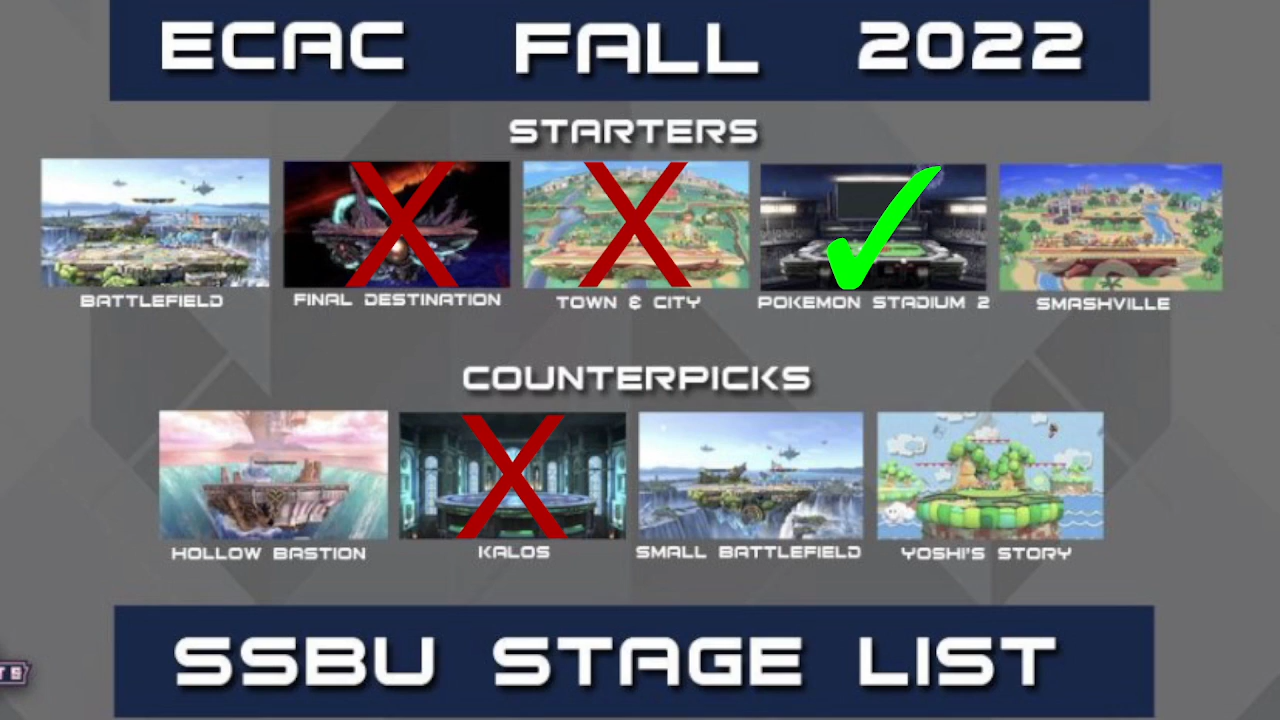 ECAC FALL 2022
STARTERS
BATTLEFIELD
FINAL DESTINATION
TOWN & CITY
POKEMON STADIUM 2
SMASHVILLE
COUNTERPICKS
HOLLOW BASTION
KALOS
SMALL BATTLEFIELD
YOSHI'S STORY
SSBU STAGE LIST